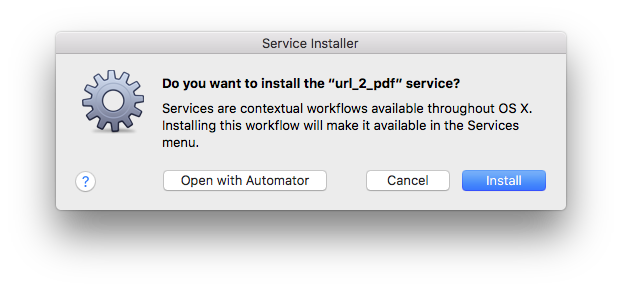 Service Installer
Do you want to install the “url_2_pdf” service?
Services are contextual workflows available throughout OS X.
Installing this workflow will make it available in the Services
menu.
?
Open with Automator
Cancel
Install